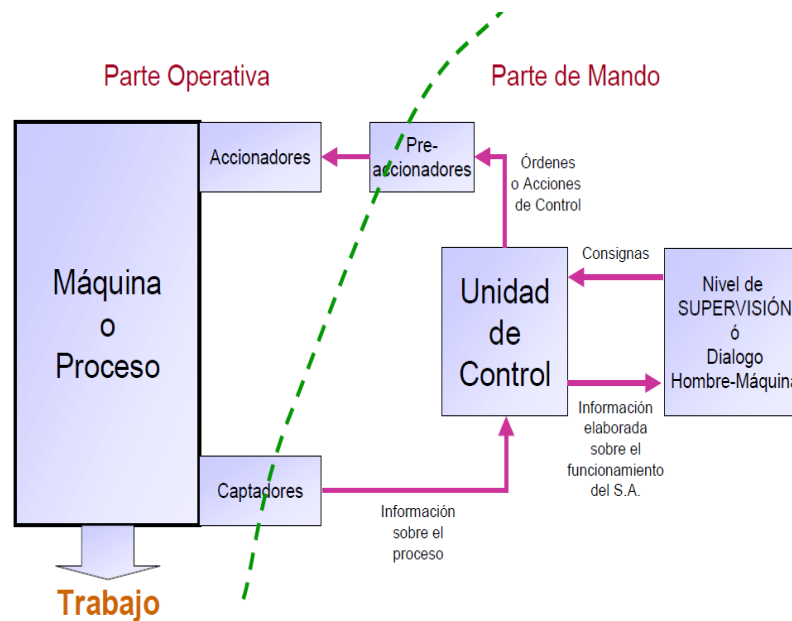 Parte Operativa
Parte de Mando
Accionadores
Pre-
accionadores
Órdenes
o Acciones
de Control
Máquina
o
Proceso
Unidad
de
Control
Consignas
Nivel de
SUPERVISIÓN
ó
Dialogo
Hombre-Máquina
Información
elaborada
sobre el
funcionamiento
del S.A.
Captadores
Información
sobre el
proceso
Trabajo